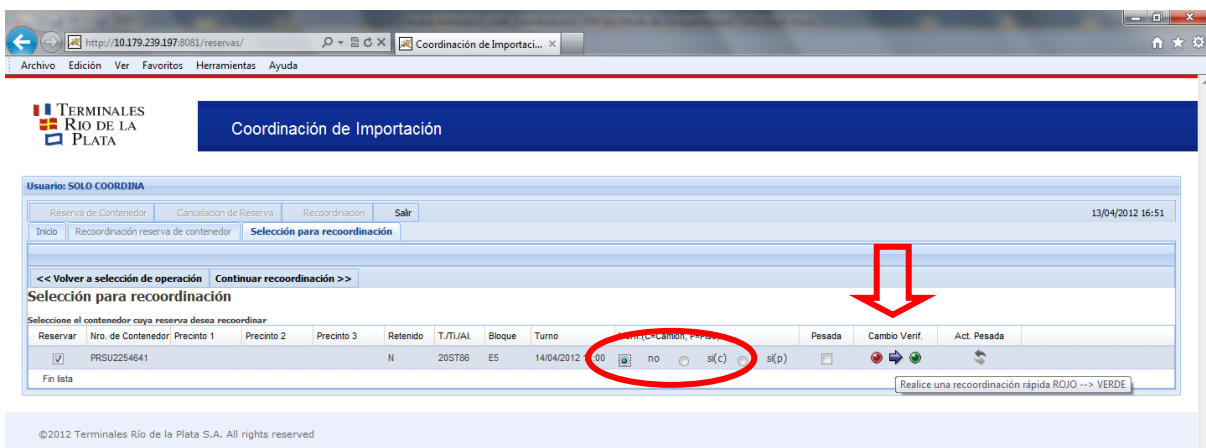 http://10.179.239.197:8081/reservas/
Coordinación de Importaci...
Archivo Edición Ver Favoritos Herramientas Ayuda
TERMINALES
RIO DE LA
PLATA
Coordinación de Importación
Usuario: SOLO COORDINA
Reserva de Contenedor Cancelacion de Reserva Recoordinacion Salir 13/04/2012 16:51
Inicio Recoordinación reserva de contenedor Selección para recoordinación
<< Volver a selección de operación Continuar recoordinación >>
Selección para recoordinación
Seleccione el contenedor cuya reserva desea recoordinar
Reservar Nro. de Contenedor Precinto 1 Precinto 2 Precinto 3 Retenido T./Ti./Al. Bloque Turno Pesada Cambio Verif. Act. Pesada
PRSU2254641 N 20ST86 E5 14/04/2012 no si(c) si(p)
Fin lista
Realice una recoordinación rápida ROJO --> VERDE
©2012 Terminales Río de la Plata S.A. All rights reserved